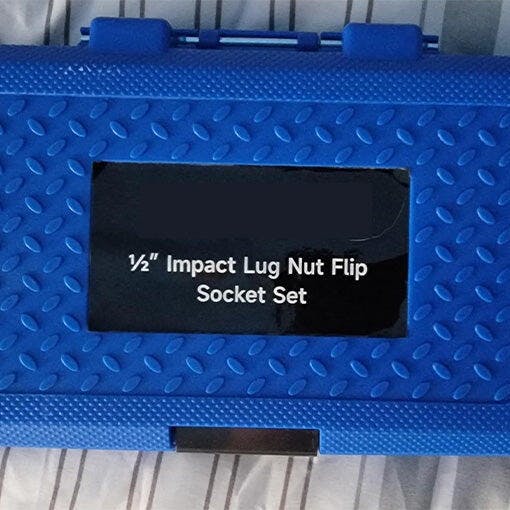 ½" Impact Lug Nut Flip
Socket Set